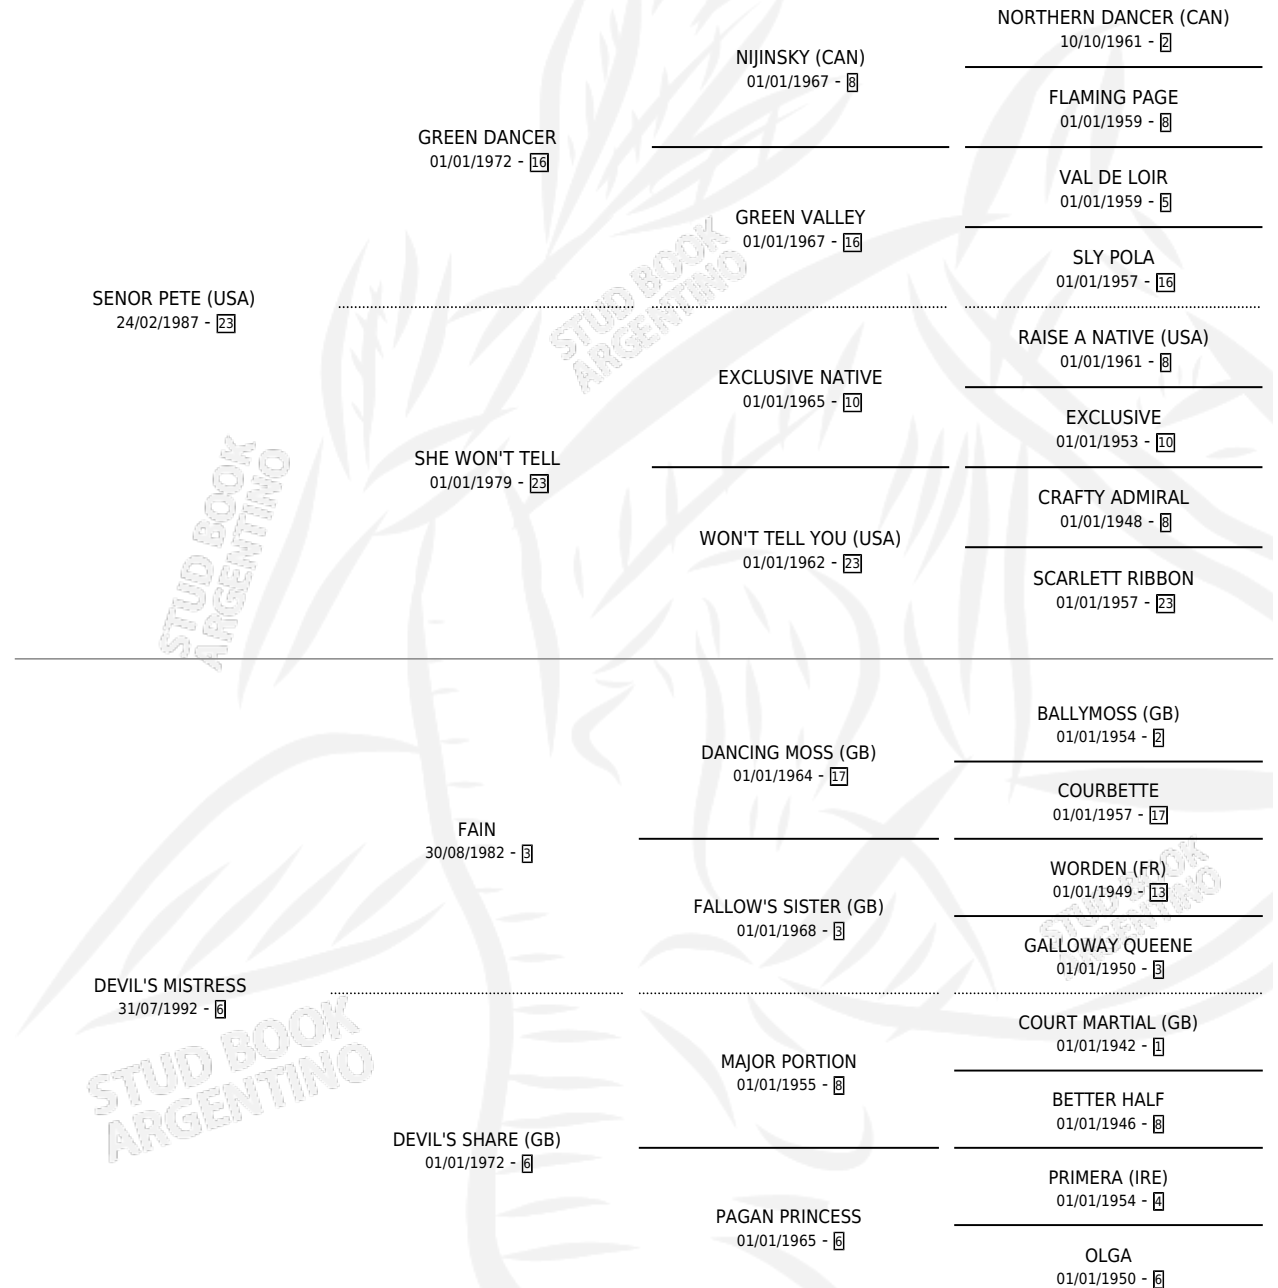 NORTHERN DANCER (CAN)
10/10/1961 - 2
NIJINSKY (CAN)
01/01/1967 - 8
FLAMING PAGE
01/01/1959 - 8
GREEN DANCER
01/01/1972 - 16
VAL DE LOIR
01/01/1959 - 5
GREEN VALLEY
01/01/1967 - 16
SLY POLA
01/01/1957 - 16
SENOR PETE (USA)
24/02/1987 - 23
RAISE A NATIVE (USA)
01/01/1961 - 8
EXCLUSIVE NATIVE
01/01/1965 - 10
EXCLUSIVE
01/01/1953 - 10
SHE WON'T TELL
01/01/1979 - 23
CRAFTY ADMIRAL
01/01/1948 - 8
WON'T TELL YOU (USA)
01/01/1962 - 23
SCARLETT RIBBON
01/01/1957 - 23
STUD BOOK
ARGENTINO
STUD BOOK
ARGENTINO
BALLYMOSS (GB)
01/01/1954 - 2
DANCING MOSS (GB)
01/01/1964 - 17
COURBETTE
01/01/1957 - 17
FAIN
30/08/1982 - 3
WORDEN (FR)
01/01/1949 - 13
FALLOW'S SISTER (GB)
01/01/1968 - 3
GALLOWAY QUEENE
01/01/1950 - 3
DEVIL'S MISTRESS
31/07/1992 - 6
COURT MARTIAL (GB)
01/01/1942 - 1
MAJOR PORTION
01/01/1955 - 8
BETTER HALF
01/01/1946 - 8
DEVIL'S SHARE (GB)
01/01/1972 - 6
PRIMERA (IRE)
01/01/1954 - 4
PAGAN PRINCESS
01/01/1965 - 6
OLGA
01/01/1950 - 6
STUD BOOK
ARGENTINO
STUD BOOK
ARGENTINO